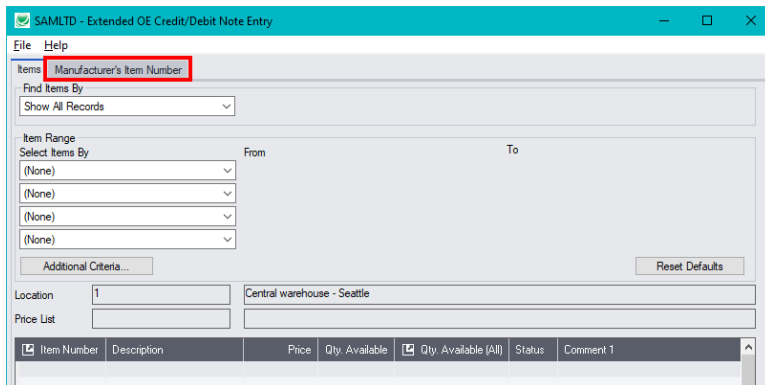 SAMLTD - Extended OE Credit/Debit Note Entry
File Help
Items Manufacturer's Item Number
Find Items By
Show All Records
Item Range
Select Items By From To
(None)
(None)
(None)
(None)
Additional Criteria... Reset Defaults
Location 1 Central warehouse - Seattle
Price List
Item Number Description Price Qty. Available Qty. Available (All) Status Comment 1